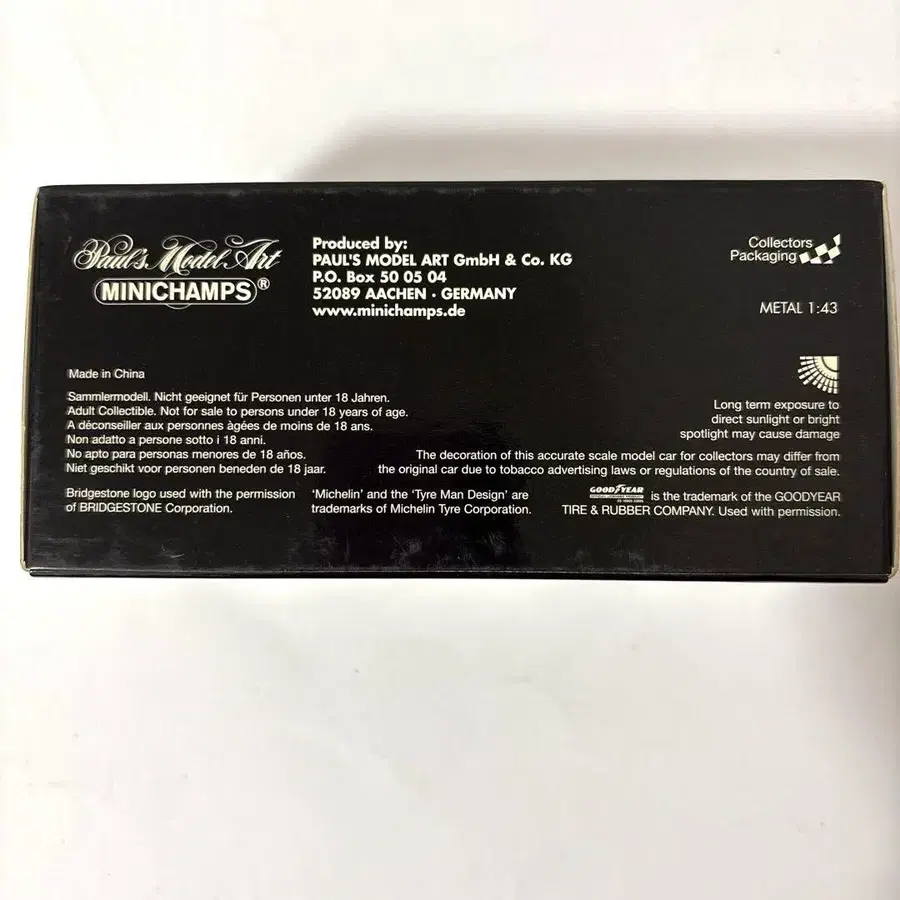 Paul's Model Art
MINICHAMPS®
Produced by:
PAUL'S MODEL ART GmbH & Co. KG
P.O. Box 50 05 04
52089 AACHEN · GERMANY
www.minichamps.de
Collectors
Packaging
METAL 1:43
Made in China
Sammlermodell. Nicht geeignet für Personen unter 18 Jahren.
Adult Collectible. Not for sale to persons under 18 years of age.
A déconseiller aux personnes àgées de moins de 18 ans.
Non adatto a persone sotto i 18 anni.
No apto para personas menores de 18 años.
Niet geschikt voor personen beneden de 18 jaar.
Long term exposure to
direct sunlight or bright
spotlight may cause damage
The decoration of this accurate scale model car for collectors may differ from
the original car due to tobacco advertising laws or regulations of the country of sale.
Bridgestone logo used with the permission
of BRIDGESTONE Corporation.
'Michelin' and the 'Tyre Man Design' are
trademarks of Michelin Tyre Corporation.
GOODYEAR is the trademark of the GOODYEAR
TIRE & RUBBER COMPANY. Used with permission.